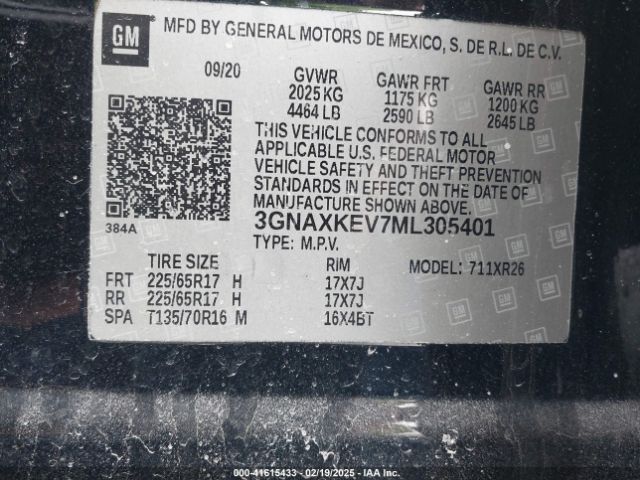 GM
MFD BY GENERAL MOTORS DE MEXICO, S. DE R.L. DE C.V.
09/20 GVWR GAWR FRT GAWR RR
2025 KG 1175 KG 1200 KG
4464 LB 2590 LB 2645 LB
THIS VEHICLE CONFORMS TO ALL
APPLICABLE U.S. FEDERAL MOTOR
VEHICLE SAFETY AND THEFT PREVENTION
STANDARDS IN EFFECT ON THE DATE OF
MANUFACTURE SHOWN ABOVE.
3GNAXKEV7ML305401
384A
TYPE: M.P.V.
TIRE SIZE RIM MODEL: 711XR26
FRT 225/65R17 H 17X7J
RR 225/65R17 H 17X7J
SPA T135/70R16 M 16X4BT
000-41615433 - 02/19/2025 - IAA Inc.